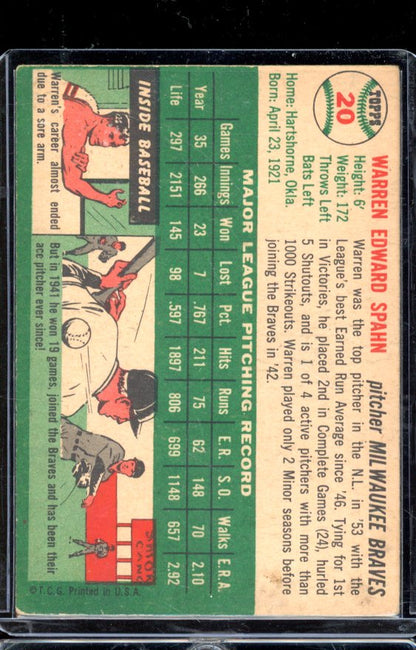 TOPPS
20
WARREN EDWARD SPAHN
pitcher MILWAUKEE BRAVES
Height: 6'
Weight: 172
Throws Left
Bats Left
Home: Hartshorne, Okla.
Born: April 23, 1921
Warren was the top pitcher in the N.L. in '53 with the
League's best Earned Run Average since '46. Tying for 1st
in Victories, he placed 2nd in Complete Games (24), hurled
5 Shutouts, and is 1 of 4 active pitchers with more than
1000 Strikeouts. Warren played only 2 Minor seasons before
joining the Braves in '42.
MAJOR LEAGUE PITCHING RECORD
Games Innings Won Lost Pct. Hits Runs E.R. S.O. Walks E.R.A.
Year 35 266 23 7 .767 211 75 62 148 70 2.10
Life 297 2151 145 98 .597 1897 806 699 1148 657 2.92
INSIDE BASEBALL
Warren's career almost ended
due to a sore arm.
But in 1941 he won 19 games, joined the Braves and has been their
ace pitcher ever since!
© T.C.G. Printed in U.S.A.